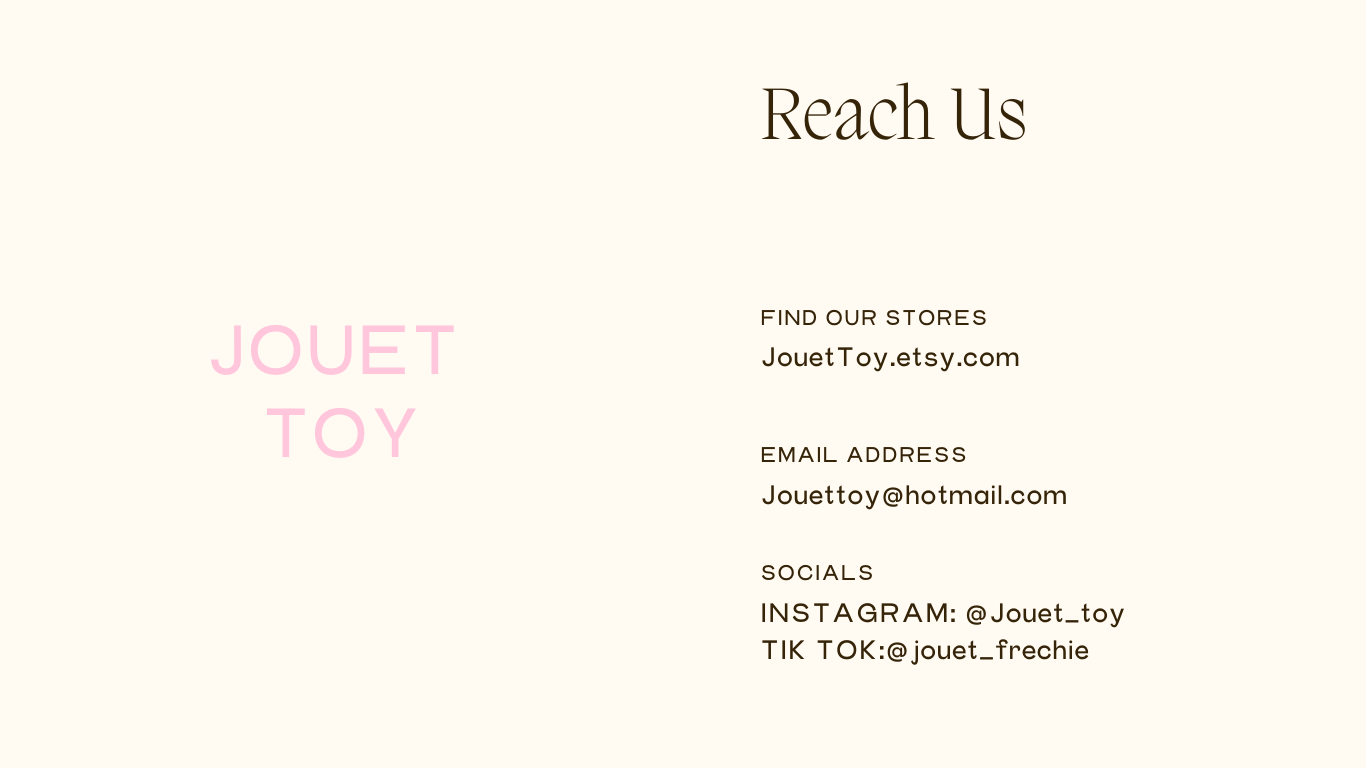 Reach Us
JOUET
TOY
FIND OUR STORES
JouetToy.etsy.com
EMAIL ADDRESS
Jouettoy@hotmail.com
SOCIALS
INSTAGRAM: @Jouet_toy
TIK TOK:@jouet_frechie